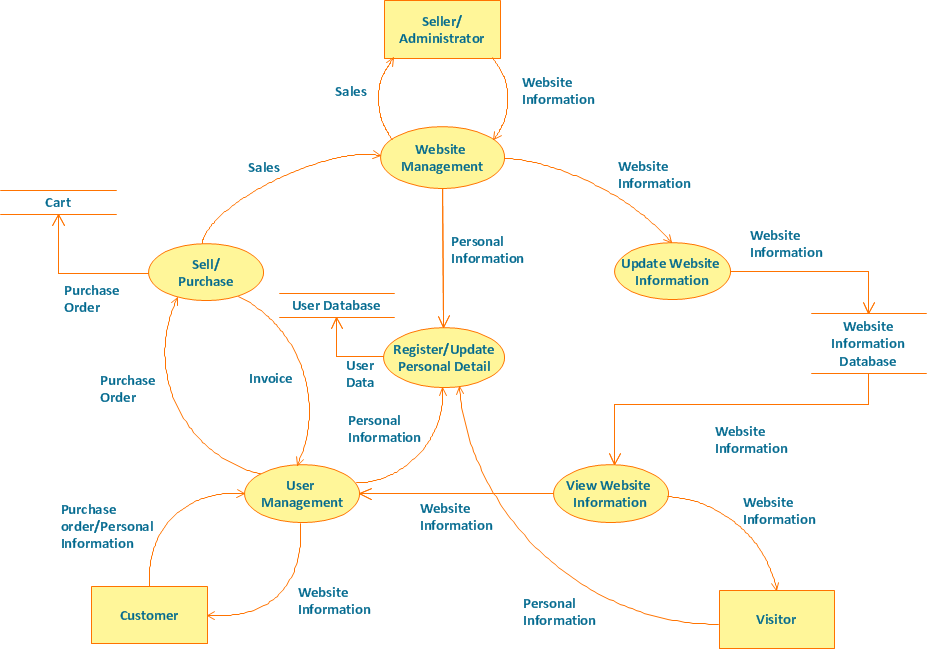 Seller/
Administrator
Sales
Website
Information
Website
Management
Sales
Website
Information
Cart
Personal
Information
Website
Information
Sell/
Purchase
Update Website
Information
Purchase
Order
User Database
Website
Information
Database
Register/Update
Personal Detail
User
Data
Purchase
Order
Invoice
Personal
Information
Website
Information
User
Management
View Website
Information
Website
Information
Website
Information
Purchase
order/Personal
Information
Website
Information
Personal
Information
Customer
Visitor